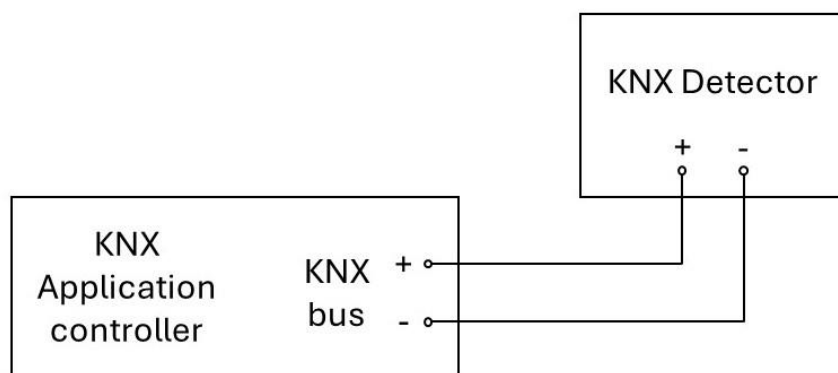 KNX Detector
+ -
KNX
Application
controller
KNX
bus
+
-